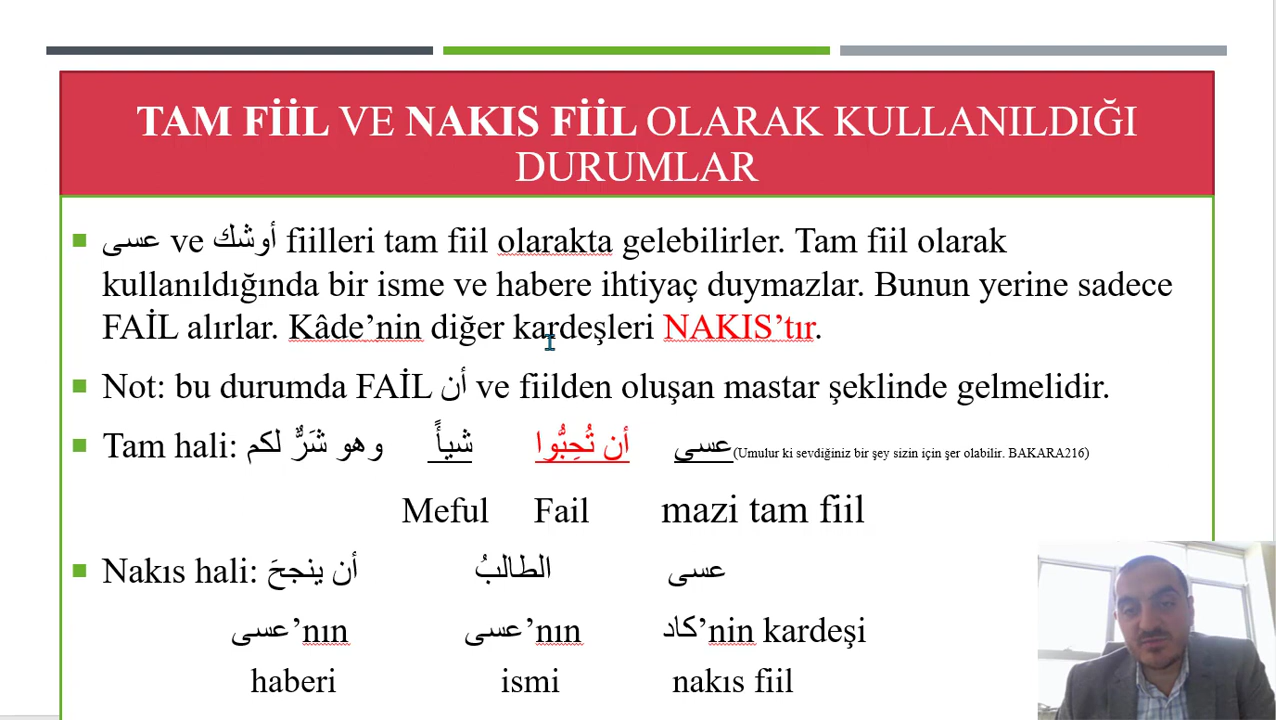 TAM FİİL VE NAKIS FİİL OLARAK KULLANILDIĞI
DURUMLAR
عسى ve أوشك fiilleri tam fiil olarakta gelebilirler. Tam fiil olarak
kullanıldığında bir isme ve habere ihtiyaç duymazlar. Bunun yerine sadece
FAİL alırlar. Kâde’nin diğer kardeşleri NAKIS’tır.
Not: bu durumda FAİL أن ve fiilden oluşan mastar şeklinde gelmelidir.
Tam hali: عسى أن تُحِبُّوا شيأً وهو شَرٌّ لكم (Umulur ki sevdiğiniz bir şey sizin için şer olabilir. BAKARA216)
Meful Fail mazi tam fiil
Nakıs hali: عسى الطالبُ أن ينجحَ
عسى’nın عسى’nın كاد’nin kardeşi
haberi ismi nakıs fiil